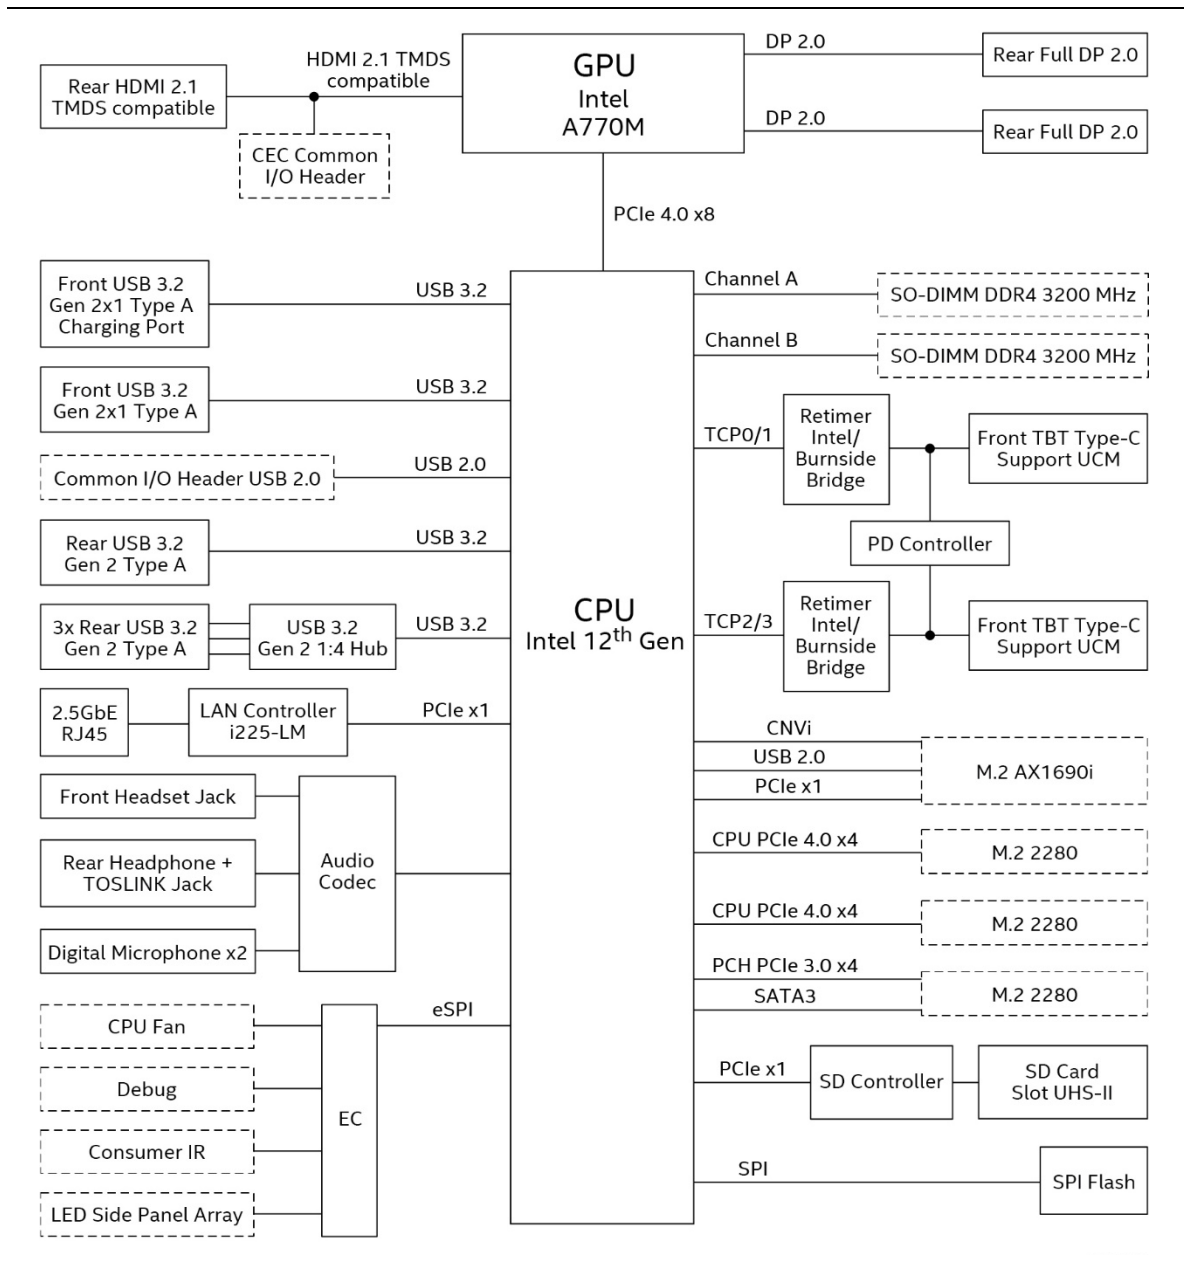 Rear HDMI 2.1
TMDS compatible
HDMI 2.1 TMDS
compatible
CEC Common
I/O Header
GPU
Intel
A770M
DP 2.0
Rear Full DP 2.0
DP 2.0
Rear Full DP 2.0
PCIe 4.0 x8
Front USB 3.2
Gen 2x1 Type A
Charging Port
USB 3.2
Front USB 3.2
Gen 2x1 Type A
USB 3.2
Common I/O Header USB 2.0
USB 2.0
Rear USB 3.2
Gen 2 Type A
USB 3.2
3x Rear USB 3.2
Gen 2 Type A
USB 3.2
Gen 2 1:4 Hub
USB 3.2
2.5GbE
RJ45
LAN Controller
i225-LM
PCIe x1
Front Headset Jack
Rear Headphone +
TOSLINK Jack
Digital Microphone x2
Audio
Codec
CPU Fan
Debug
Consumer IR
LED Side Panel Array
EC
eSPI
CPU
Intel 12th Gen
Channel A
SO-DIMM DDR4 3200 MHz
Channel B
SO-DIMM DDR4 3200 MHz
TCP0/1
Retimer
Intel/
Burnside
Bridge
Front TBT Type-C
Support UCM
PD Controller
TCP2/3
Retimer
Intel/
Burnside
Bridge
Front TBT Type-C
Support UCM
CNVi
USB 2.0
PCIe x1
M.2 AX1690i
CPU PCIe 4.0 x4
M.2 2280
CPU PCIe 4.0 x4
M.2 2280
PCH PCIe 3.0 x4
SATA3
M.2 2280
PCIe x1
SD Controller
SD Card
Slot UHS-II
SPI
SPI Flash